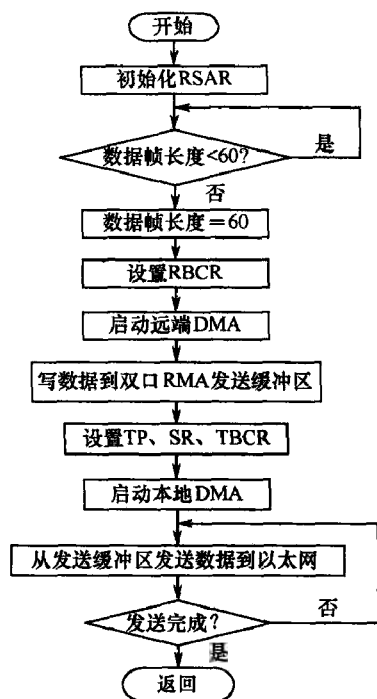 开始
初始化RSAR
数据帧长度<60?
是
否
数据帧长度=60
设置RBCR
启动远端DMA
写数据到双口RMA发送缓冲区
设置TP、SR、TBCR
启动本地DMA
从发送缓冲区发送数据到以太网
发送完成?
否
是
返回